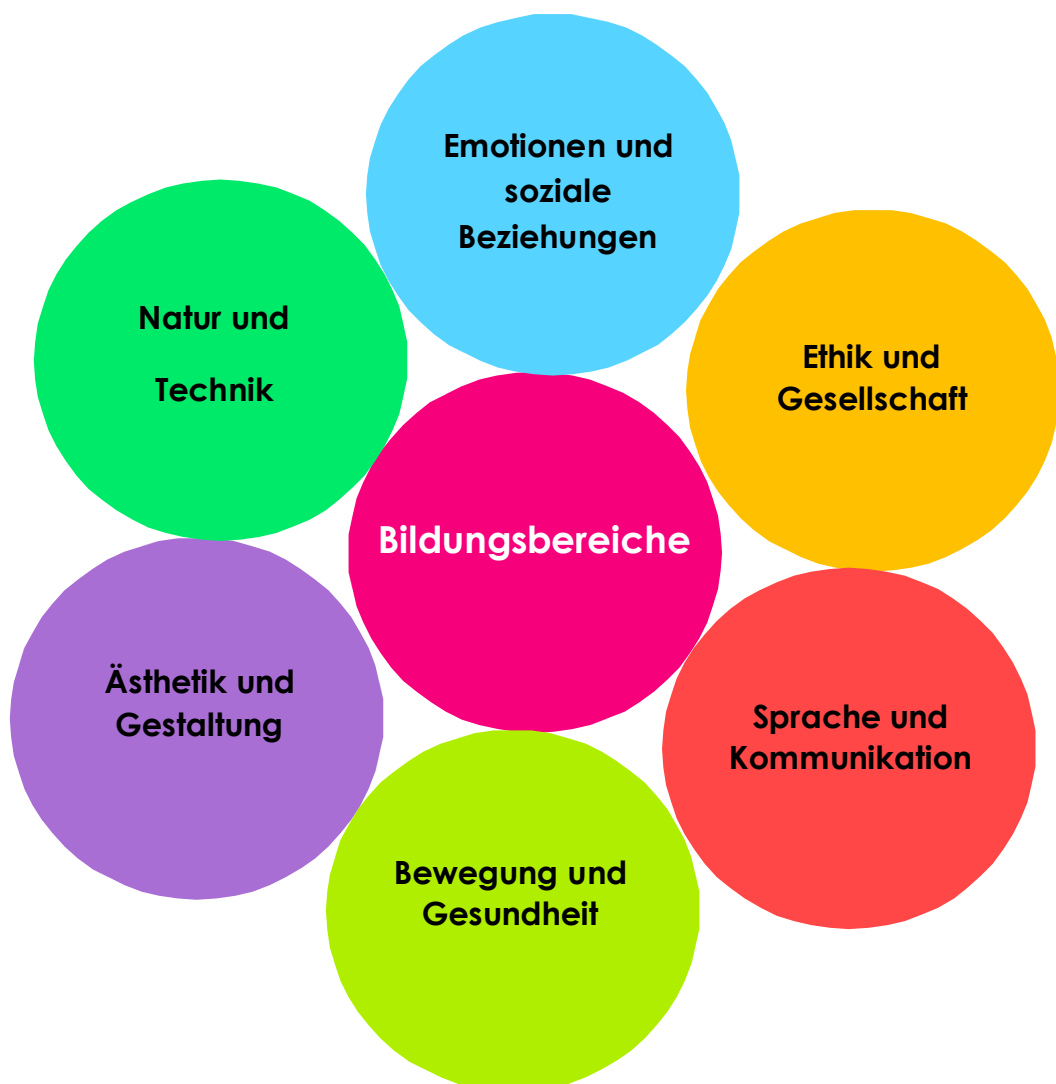 Emotionen und
soziale
Beziehungen
Natur und
Technik
Ethik und
Gesellschaft
Bildungsbereiche
Ästhetik und
Gestaltung
Sprache und
Kommunikation
Bewegung und
Gesundheit